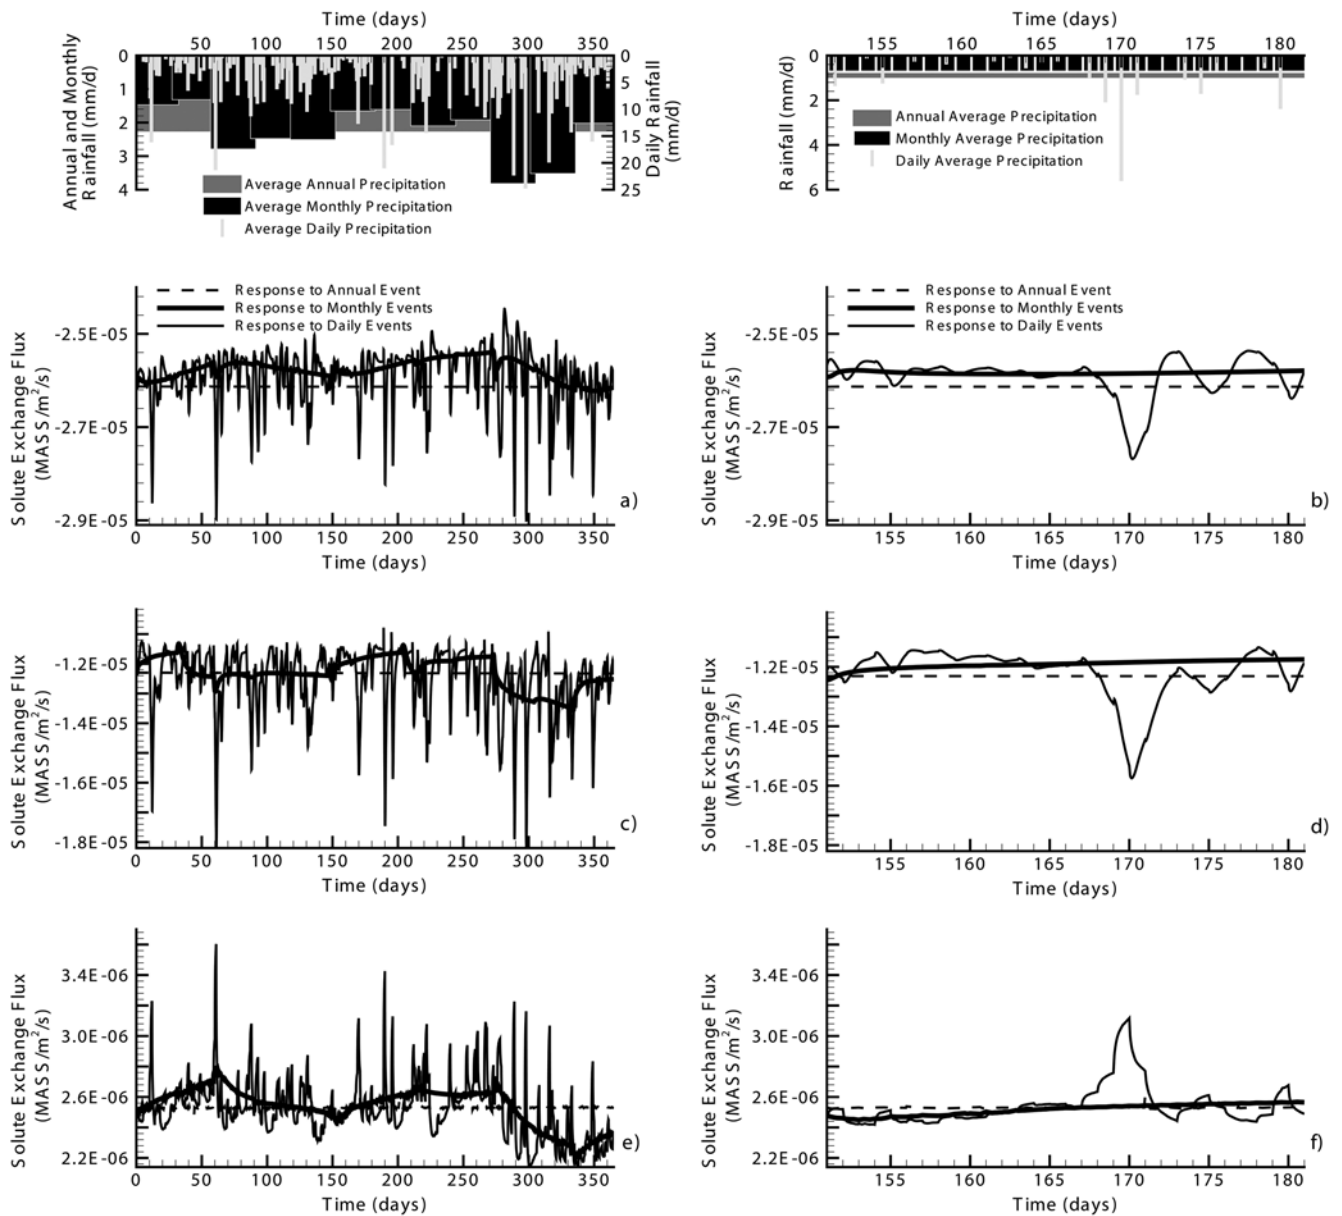 Time (days)
50 100 150 200 250 300 350
0
1
2
3
4
Annual and Monthly
Rainfall (mm/d)
0
5
10
15
20
25
Daily Rainfall
(mm/d)
Average Annual Precipitation
Average Monthly Precipitation
Average Daily Precipitation
Time (days)
155 160 165 170 175 180
0
2
4
6
Rainfall (mm/d)
Annual Average Precipitation
Monthly Average Precipitation
Daily Average Precipitation
Response to Annual Event
Response to Monthly Events
Response to Daily Events
Solute Exchange Flux
(MASS/m²/s)
-2.5E-05
-2.7E-05
-2.9E-05
a)
0 50 100 150 200 250 300 350
Time (days)
Response to Annual Event
Response to Monthly Events
Response to Daily Events
Solute Exchange Flux
(MASS/m²/s)
-2.5E-05
-2.7E-05
-2.9E-05
b)
155 160 165 170 175 180
Time (days)
Solute Exchange Flux
(MASS/m²/s)
-1.2E-05
-1.4E-05
-1.6E-05
-1.8E-05
c)
0 50 100 150 200 250 300 350
Time (days)
Solute Exchange Flux
(MASS/m²/s)
-1.2E-05
-1.4E-05
-1.6E-05
-1.8E-05
d)
155 160 165 170 175 180
Time (days)
Solute Exchange Flux
(MASS/m²/s)
3.4E-06
3.0E-06
2.6E-06
2.2E-06
e)
0 50 100 150 200 250 300 350
Time (days)
Solute Exchange Flux
(MASS/m²/s)
3.4E-06
3.0E-06
2.6E-06
2.2E-06
f)
155 160 165 170 175 180
Time (days)